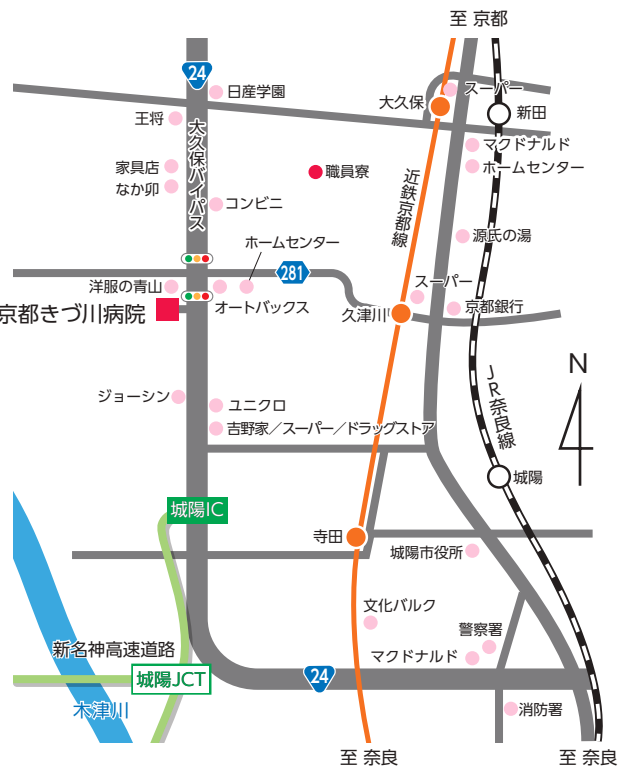 至 京都
24
日産学園
スーパー
大久保
新田
王将
大久保バイパス
マクドナルド
ホームセンター
家具店
職員寮
なか卯
近鉄京都線
コンビニ
源氏の湯
ホームセンター
281
洋服の青山
スーパー
オートバックス
京都銀行
京都きづ川病院
久津川
N
JR奈良線
ジョーシン
ユニクロ
吉野家／スーパー／ドラッグストア
城陽
城陽IC
寺田
城陽市役所
文化パルク
警察署
新名神高速道路
マクドナルド
城陽JCT
24
木津川
消防署
至 奈良
至 奈良